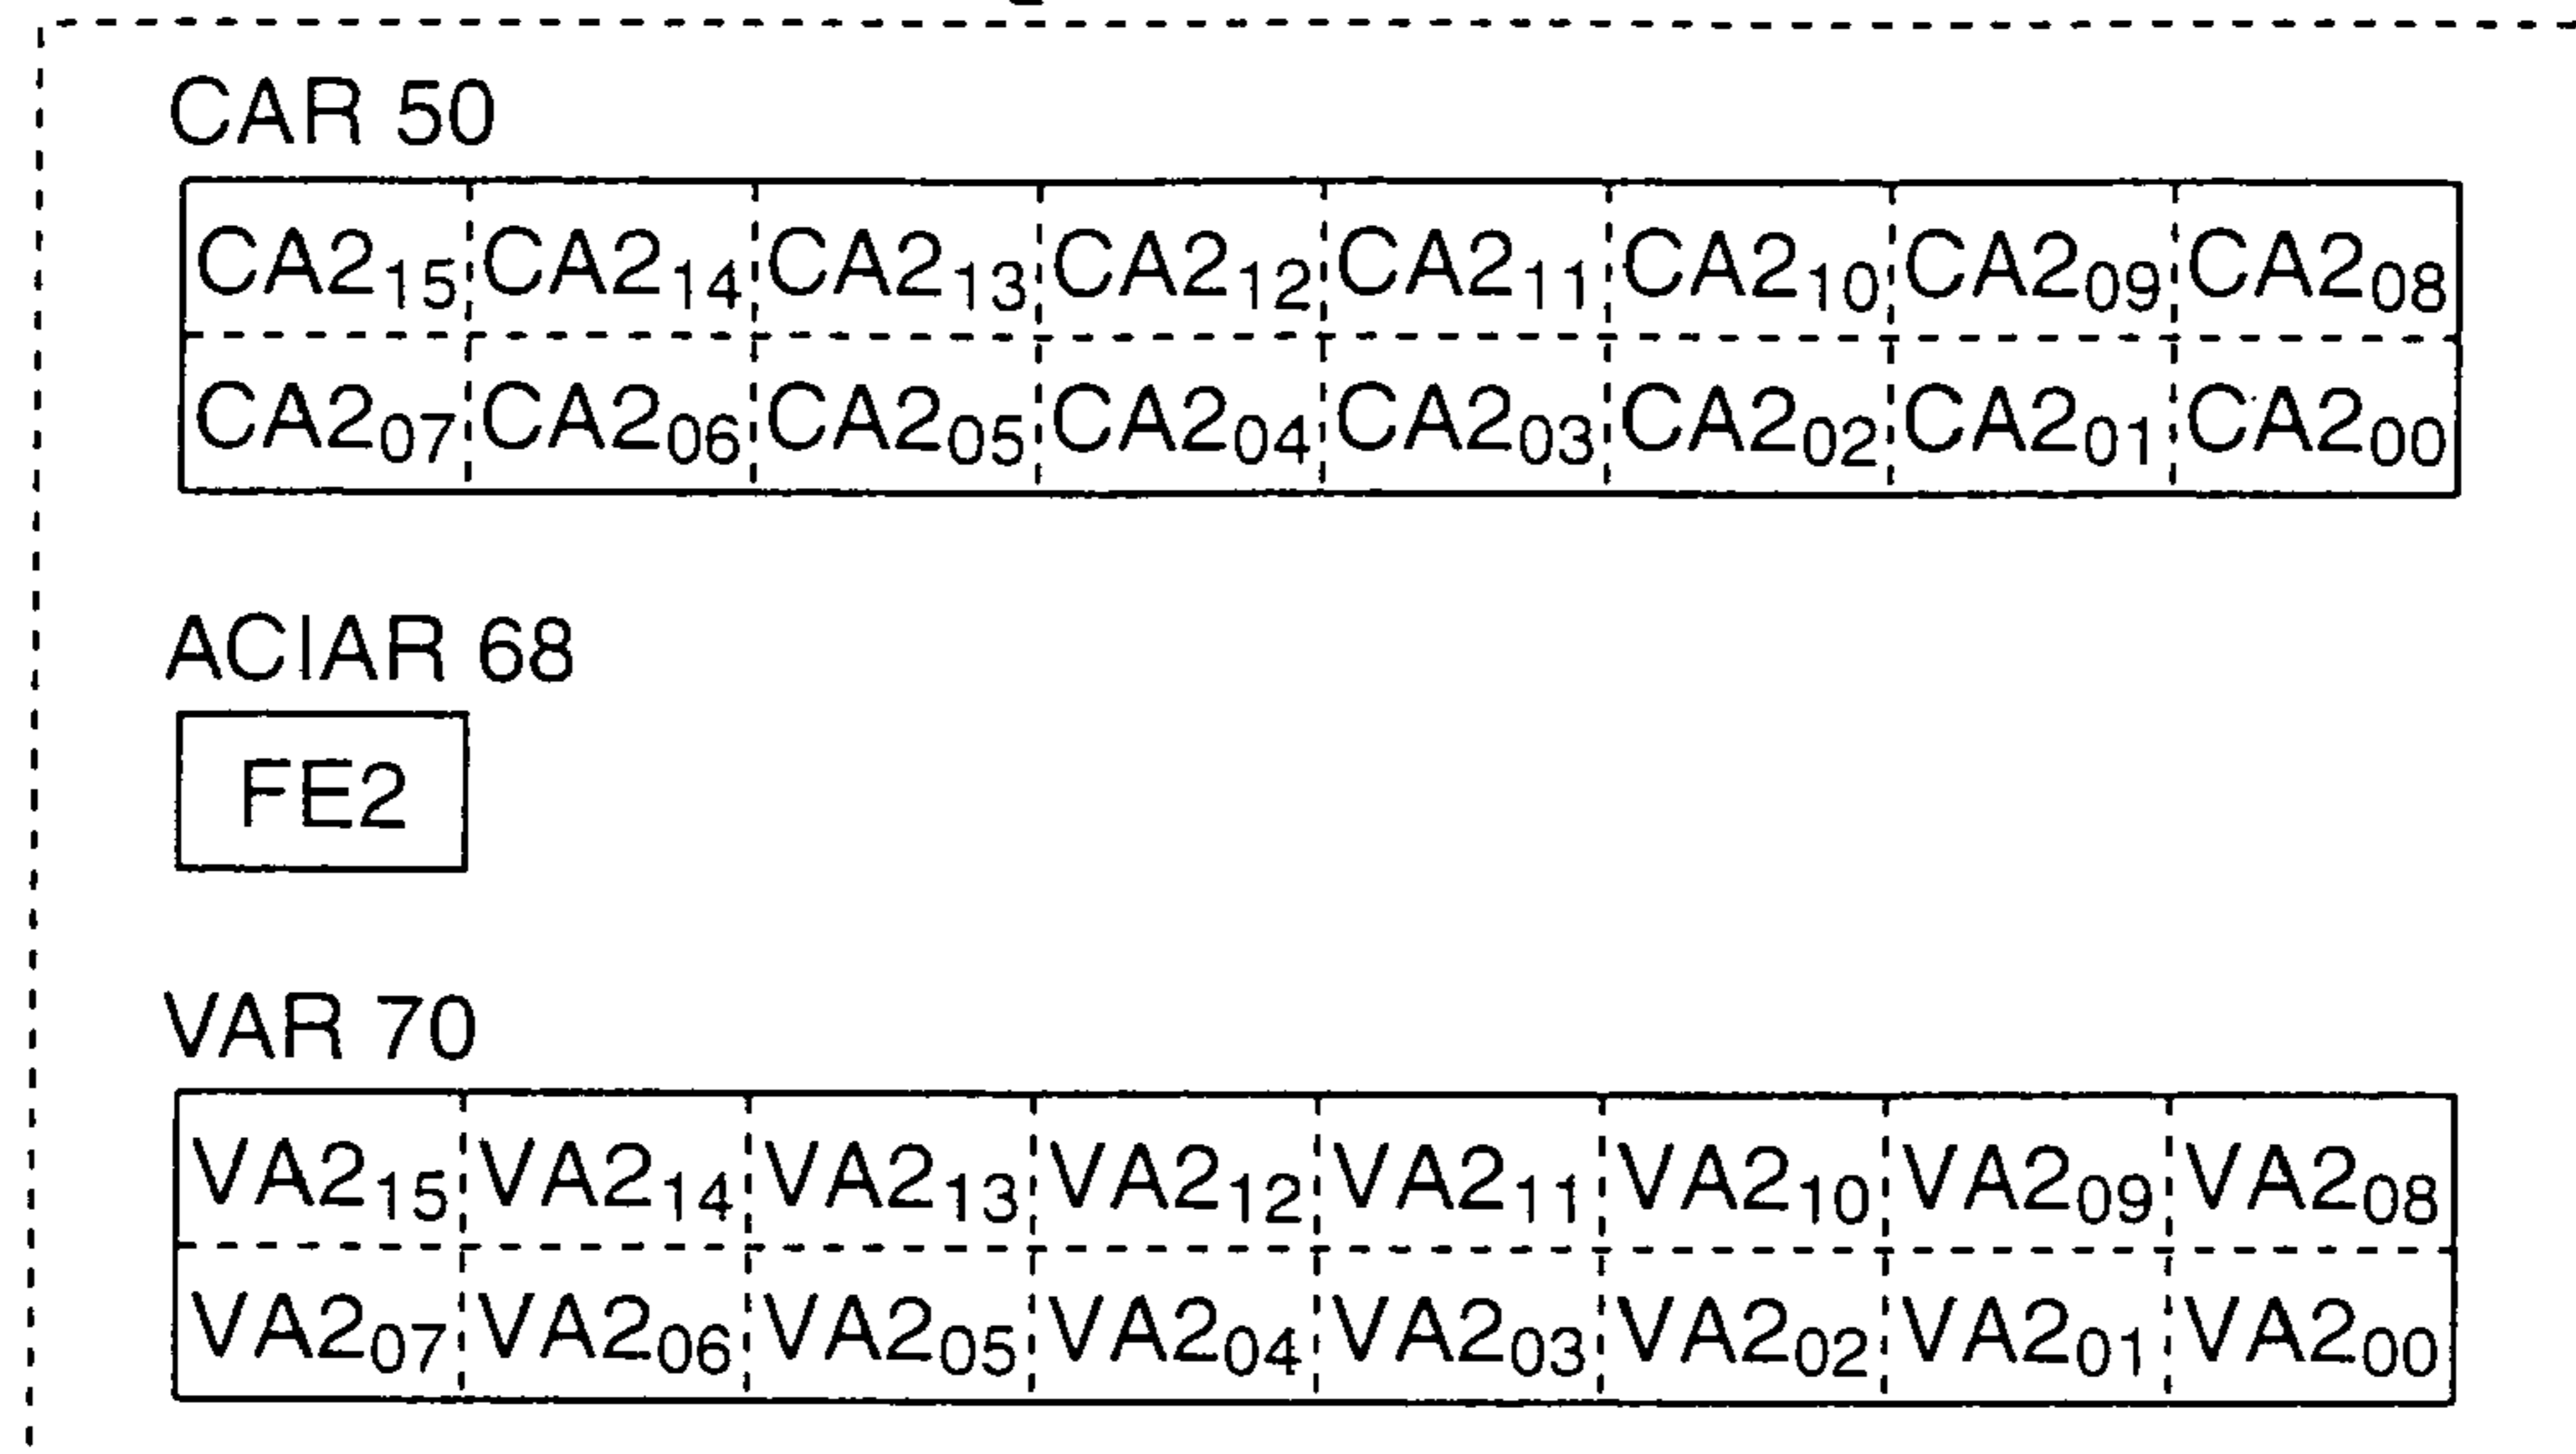 CAR 50
CA2₁₅ CA2₁₄ CA2₁₃ CA2₁₂ CA2₁₁ CA2₁₀ CA2₀₉ CA2₀₈
CA2₀₇ CA2₀₆ CA2₀₅ CA2₀₄ CA2₀₃ CA2₀₂ CA2₀₁ CA2₀₀
ACIAR 68
FE2
VAR 70
VA2₁₅ VA2₁₄ VA2₁₃ VA2₁₂ VA2₁₁ VA2₁₀ VA2₀₉ VA2₀₈
VA2₀₇ VA2₀₆ VA2₀₅ VA2₀₄ VA2₀₃ VA2₀₂ VA2₀₁ VA2₀₀